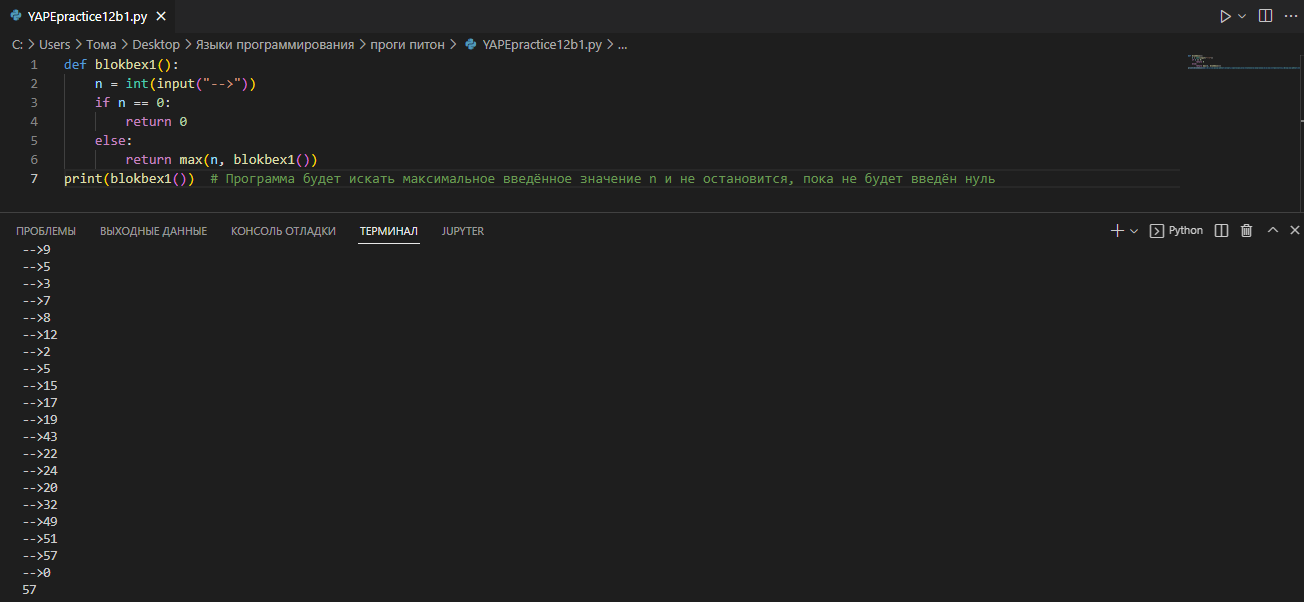 YAPEpractice12b1.py
C: > Users > Тома > Desktop > Языки программирования > проги питон > YAPEpractice12b1.py > ...
1 def blokbex1():
2 n = int(input("-->"))
3 if n == 0:
4 return 0
5 else:
6 return max(n, blokbex1())
7 print(blokbex1()) # Программа будет искать максимальное введённое значение n и не остановится, пока не будет введён нуль
ПРОБЛЕМЫ ВЫХОДНЫЕ ДАННЫЕ КОНСОЛЬ ОТЛАДКИ ТЕРМИНАЛ JUPYTER Python
-->9
-->5
-->3
-->7
-->8
-->12
-->2
-->5
-->15
-->17
-->19
-->43
-->22
-->24
-->20
-->32
-->49
-->51
-->57
-->0
57